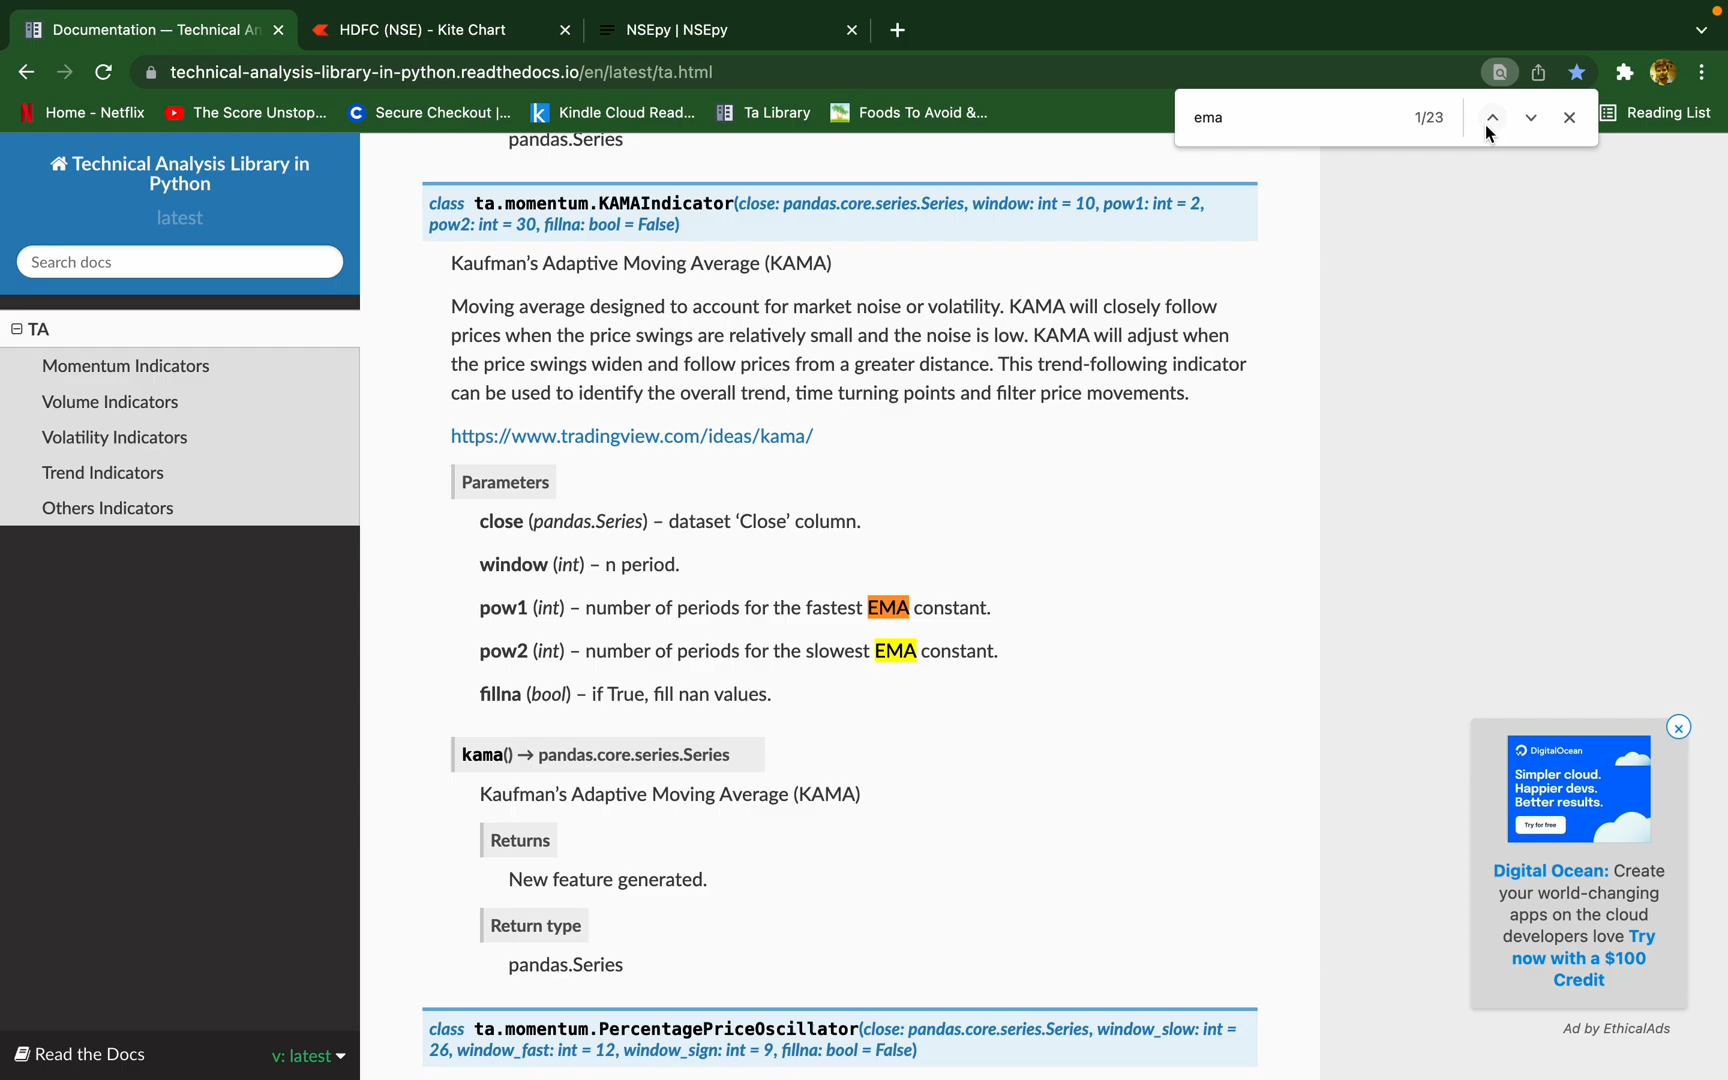 Documentation — Technical An
HDFC (NSE) - Kite Chart
NSEpy | NSEpy
technical-analysis-library-in-python.readthedocs.io/en/latest/ta.html
Home - Netflix
The Score Unstop...
Secure Checkout |...
Kindle Cloud Read...
Ta Library
Foods To Avoid &...
ema
1/23
Reading List
Technical Analysis Library in
Python
latest
Search docs
TA
Momentum Indicators
Volume Indicators
Volatility Indicators
Trend Indicators
Others Indicators
Read the Docs
v: latest
pandas.Series
class ta.momentum.KAMAIndicator(close: pandas.core.series.Series, window: int = 10, pow1: int = 2,
pow2: int = 30, fillna: bool = False)
Kaufman’s Adaptive Moving Average (KAMA)
Moving average designed to account for market noise or volatility. KAMA will closely follow
prices when the price swings are relatively small and the noise is low. KAMA will adjust when
the price swings widen and follow prices from a greater distance. This trend-following indicator
can be used to identify the overall trend, time turning points and filter price movements.
https://www.tradingview.com/ideas/kama/
Parameters
close (pandas.Series) – dataset ‘Close’ column.
window (int) – n period.
pow1 (int) – number of periods for the fastest EMA constant.
pow2 (int) – number of periods for the slowest EMA constant.
fillna (bool) – if True, fill nan values.
kama() → pandas.core.series.Series
Kaufman’s Adaptive Moving Average (KAMA)
Returns
New feature generated.
Return type
pandas.Series
class ta.momentum.PercentagePriceOscillator(close: pandas.core.series.Series, window_slow: int =
26, window_fast: int = 12, window_sign: int = 9, fillna: bool = False)
DigitalOcean
Simpler cloud.
Happier devs.
Better results.
Try for free
Digital Ocean: Create
your world-changing
apps on the cloud
developers love Try
now with a $100
Credit
Ad by EthicalAds